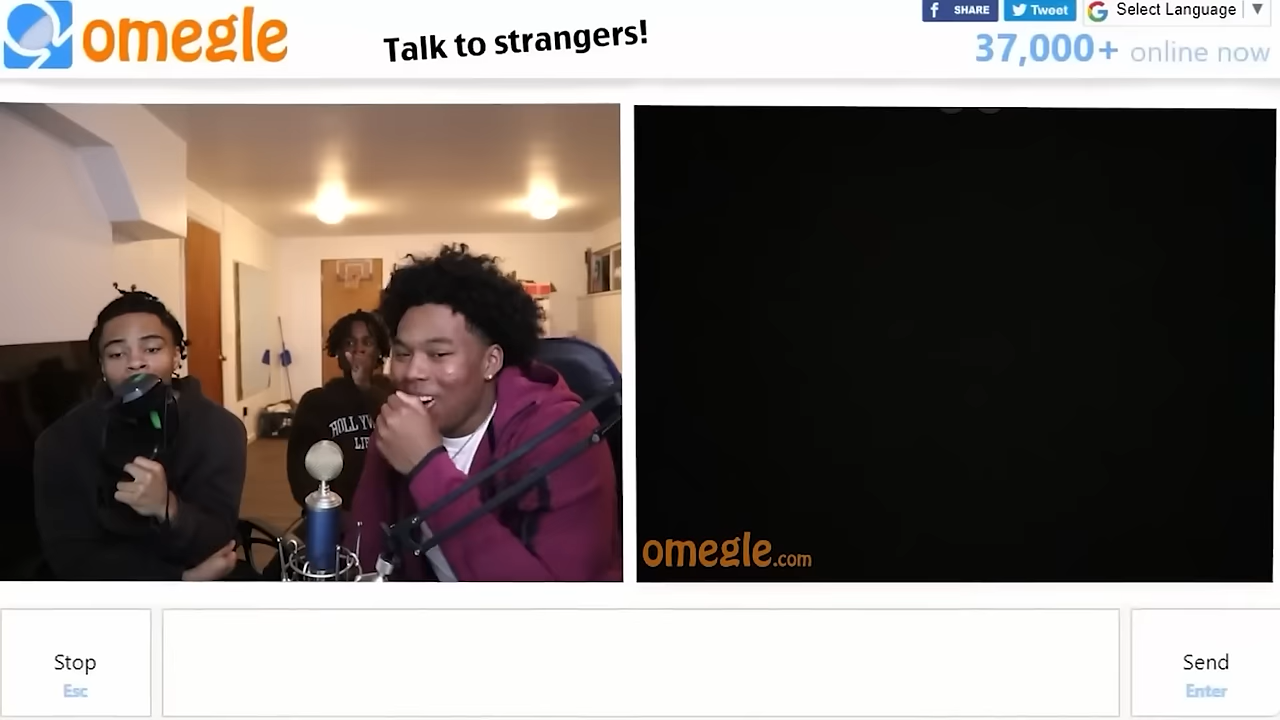 omegle
Talk to strangers!
SHARE
Tweet
Select Language
37,000+ online now
HOLLYW
LIF
omegle.com
Stop
Esc
Send
Enter